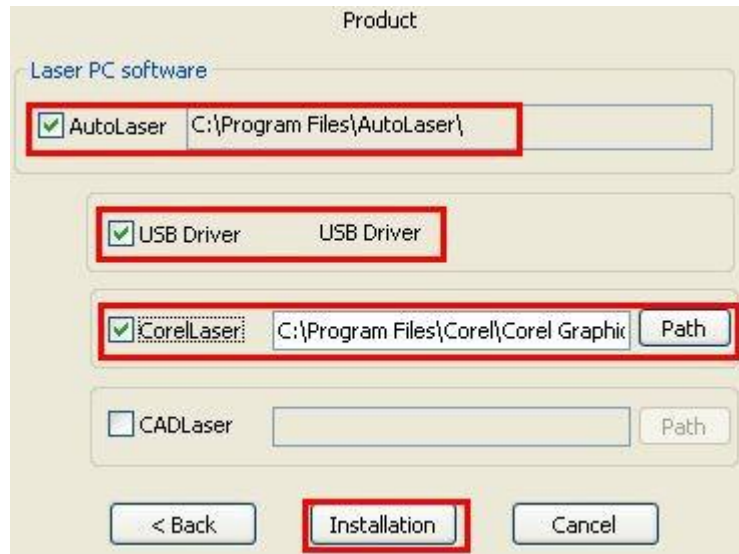 Product
Laser PC software
AutoLaser C:\Program Files\AutoLaser\
USB Driver USB Driver
CorelLaser C:\Program Files\Corel\Corel Graphic Path
CADLaser Path
< Back Installation Cancel